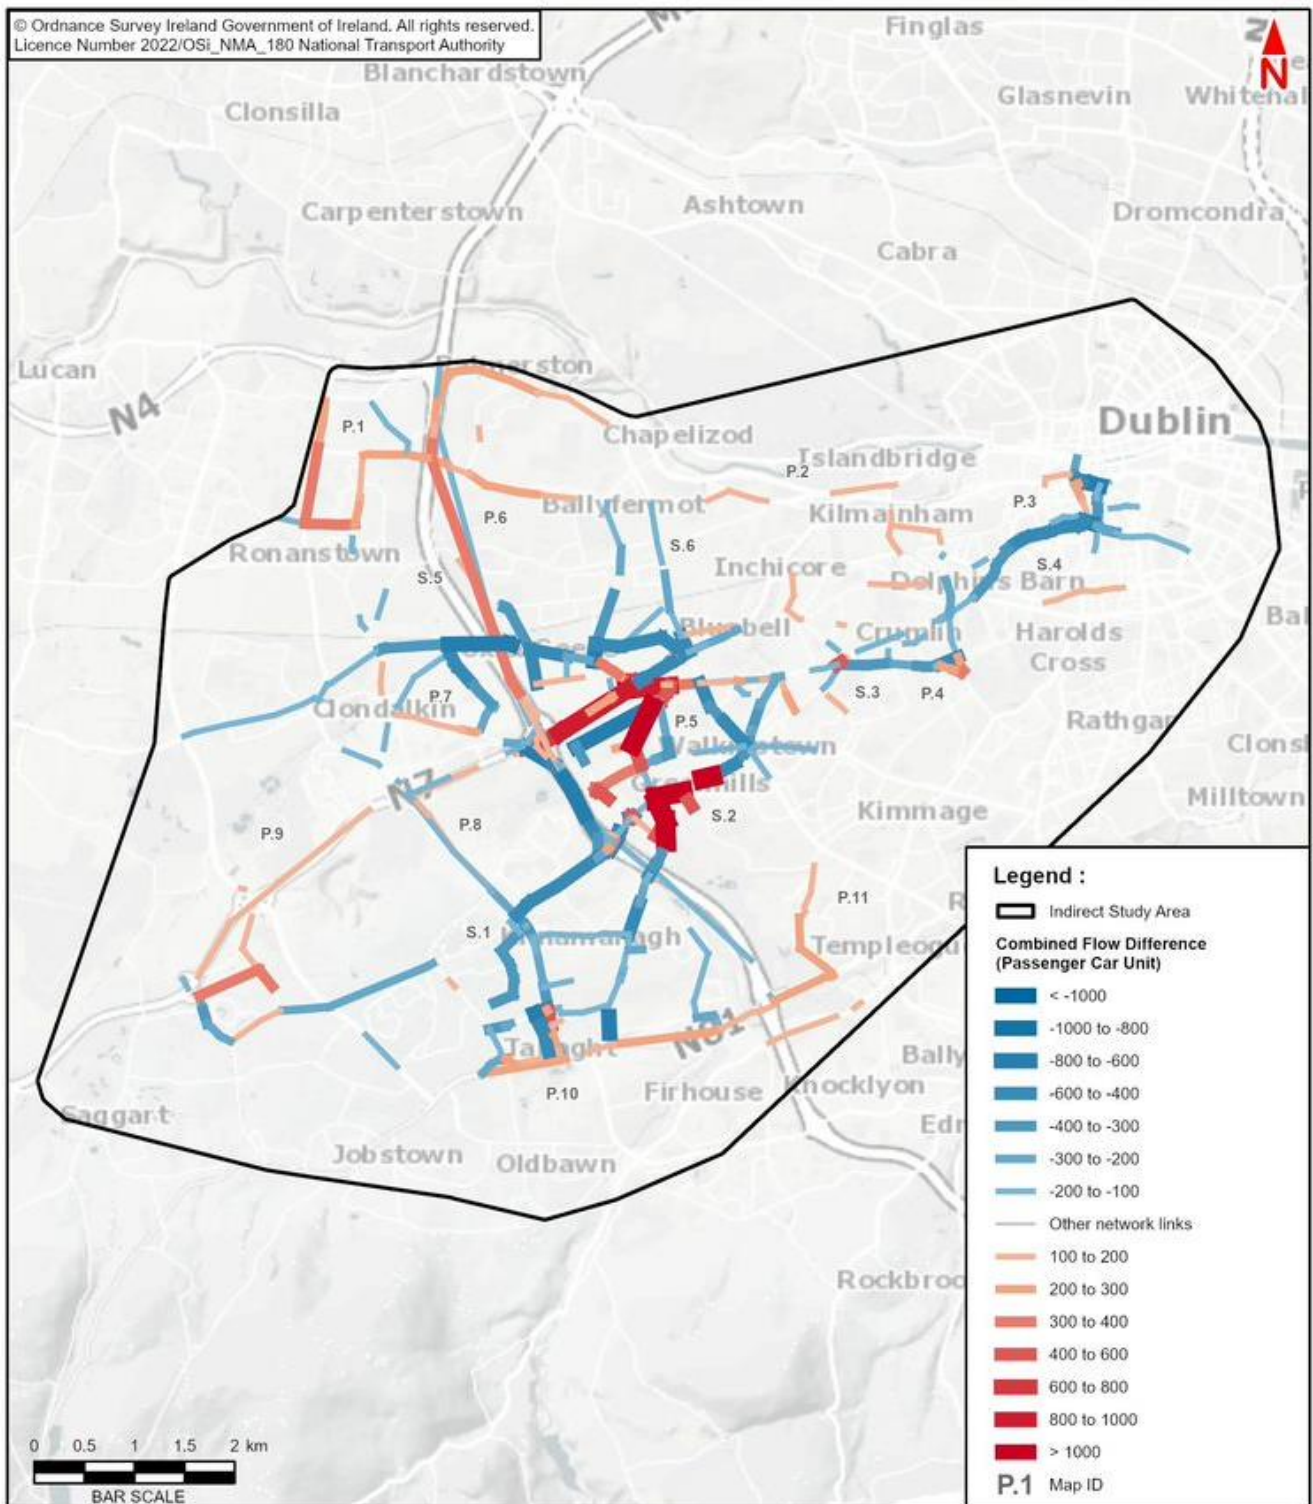 © Ordnance Survey Ireland Government of Ireland. All rights reserved.
Licence Number 2022/OSi_NMA_180 National Transport Authority
N
Finglas
Blanchardstown
Clonsilla
Glasnevin
Carpenterstown
Ashtown
Dromcondra
Cabra
Lucan
N4
P.1
Dublin
Chapelizod
Islandbridge
P.2
Ballyfermot
P.3
P.6
Kilmainham
S.6
Ronanstown
Inchicore
S.4
S.5
Dolphins Barn
Bluebell
Crumlin
Harolds
Cross
S.3
P.4
P.7
Clondalkin
P.5
Walkinstown
Greenhills
N7
Kimmage
Milltown
S.2
P.9
P.8
P.11
S.1
Templeogu
Tallaght
N81
P.10
Firhouse
Knocklyon
Bally
Saggart
Jobstown
Oldbawn
Rockbroo
Legend :
Indirect Study Area
Combined Flow Difference
(Passenger Car Unit)
< -1000
-1000 to -800
-800 to -600
-600 to -400
-400 to -300
-300 to -200
-200 to -100
Other network links
100 to 200
200 to 300
300 to 400
400 to 600
600 to 800
800 to 1000
> 1000
P.1 Map ID
0 0.5 1 1.5 2 km
BAR SCALE